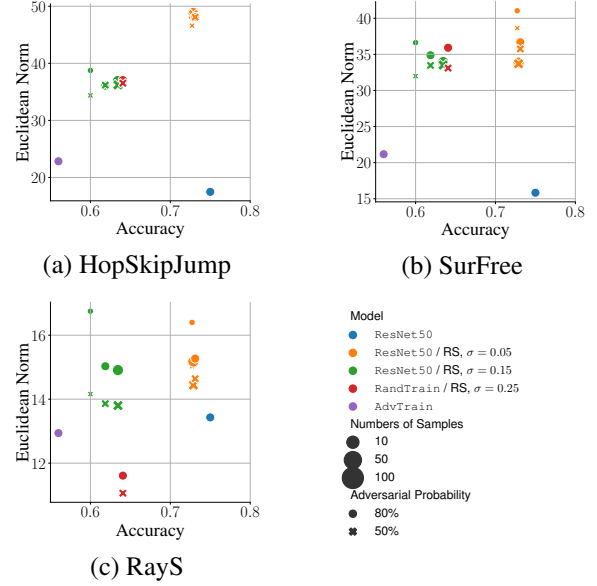 50
40
30
20
Euclidean Norm
0.6 0.7 0.8
Accuracy
(a) HopSkipJump
40
35
30
25
20
15
Euclidean Norm
0.6 0.7 0.8
Accuracy
(b) SurFree
16
14
12
Euclidean Norm
0.6 0.7 0.8
Accuracy
(c) RayS
Model
ResNet50
ResNet50 / RS, σ = 0.05
ResNet50 / RS, σ = 0.15
RandTrain / RS, σ = 0.25
AdvTrain
Numbers of Samples
10
50
100
Adversarial Probability
80%
50%